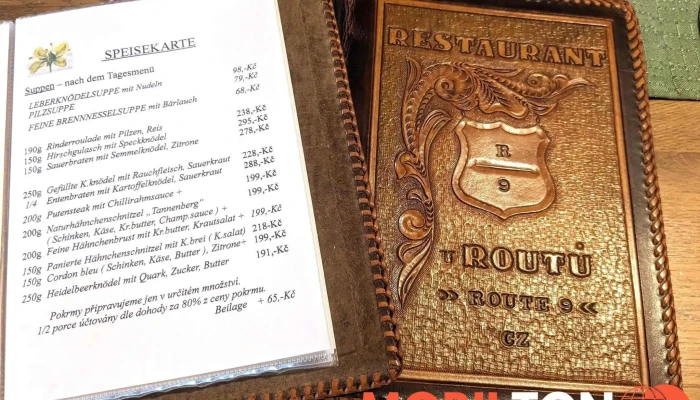 SPEISEKARTE
Suppen – nach dem Tagesmenü
LEBERKNÖDELSUPPE mit Nudeln 98,-Kč
PILZSUPPE 79,-Kč
FEINE BRENNNESSELSUPPE mit Bärlauch 68,-Kč
190g Rinderroulade mit Pilzen, Reis 238,-Kč
150g Hirschgulasch mit Speckknödel 295,-Kč
150g Sauerbraten mit Semmelknödel, Zitrone 278,-Kč
250g Gefüllte K.knödel mit Rauchfleisch, Sauerkraut 228,-Kč
1/4 Entenbraten mit Kartoffelknödel, Sauerkraut 288,-Kč
200g Putensteak mit Chillirahmsauce + 199,-Kč
200g Naturhähnchenschnitzel „Tannenberg" 199,-Kč
( Schinken, Käse, Kr.butter, Champ.sauce ) +
200g Feine Hähnchenbrust mit Kr.butter, Krautsalat + 199,-Kč
150g Panierte Hähnchenschnitzel mit K.brei ( K.salat) 218-Kč
150g Cordon bleu ( Schinken, Käse, Butter ), Zitrone+ 199,-Kč
250g Heidelbeerknödel mit Quark, Zucker, Butter 191,-Kč
Pokrmy připravujeme jen v určitém množství.
1/2 porce účtovány dle dohody za 80% z ceny pokrmu.
Beilage + 65,-Kč
RESTAURANT
R
9
U ROUTŮ
» ROUTE 9 «
CZ